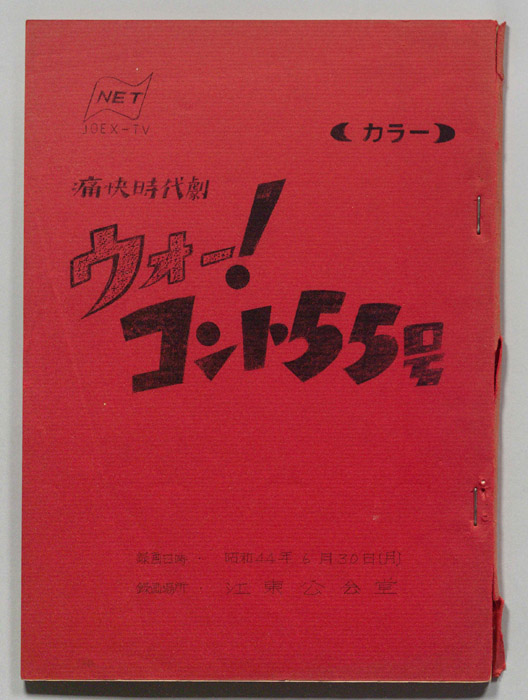 NET
JOEX-TV
カラー
痛快時代劇
ウォー!
コント55号
録画日時 - 昭和44年6月30日(月)
録画場所 江東公会堂